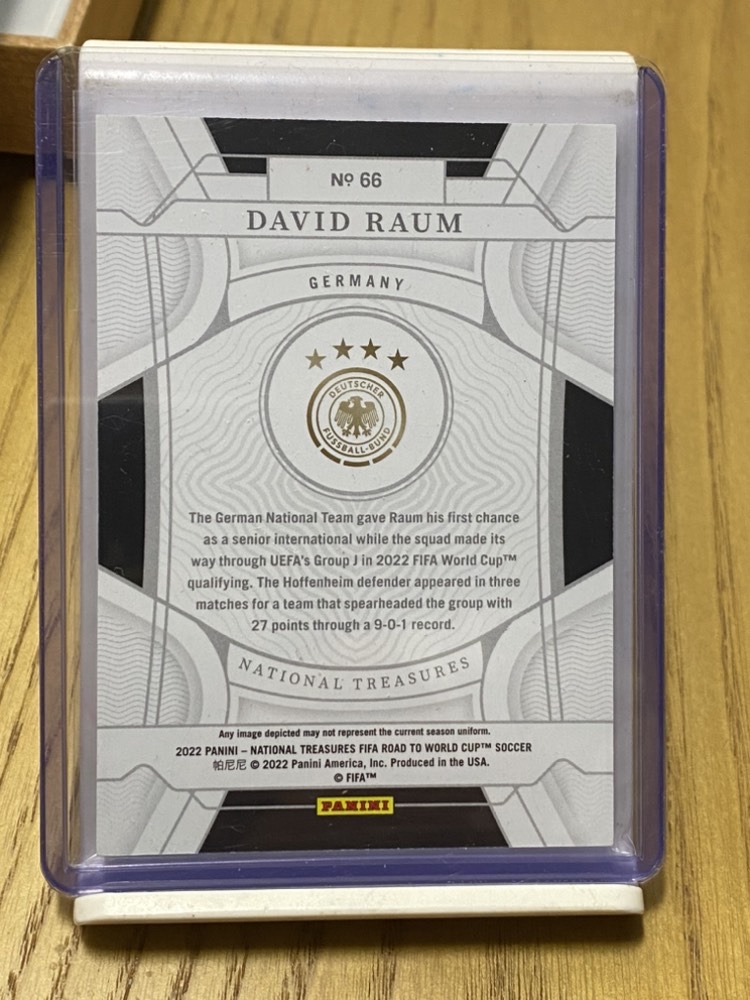 Nº 66
DAVID RAUM
GERMANY
DEUTSCHER
FUSSBALL-BUND
The German National Team gave Raum his first chance
as a senior international while the squad made its
way through UEFA's Group J in 2022 FIFA World Cup™
qualifying. The Hoffenheim defender appeared in three
matches for a team that spearheaded the group with
27 points through a 9-0-1 record.
NATIONAL TREASURES
Any image depicted may not represent the current season uniform.
2022 PANINI – NATIONAL TREASURES FIFA ROAD TO WORLD CUP™ SOCCER
帕尼尼 © 2022 Panini America, Inc. Produced in the USA.
© FIFA™
PANINI